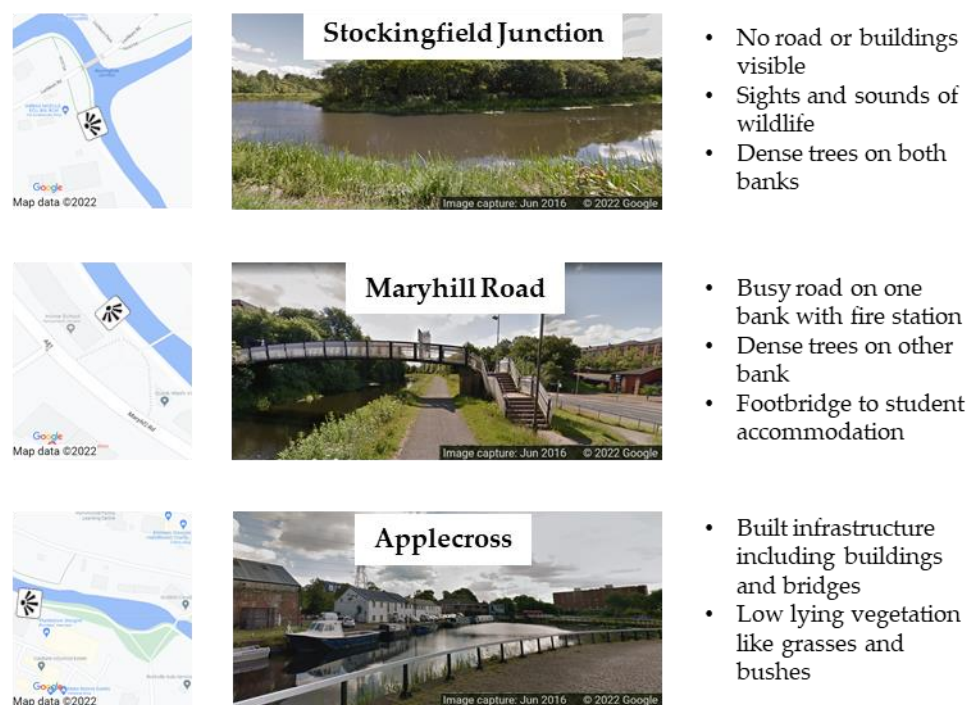 Stockingfield Junction
Google
Map data ©2022
Image capture: Jun 2016 © 2022 Google
• No road or buildings
visible
• Sights and sounds of
wildlife
• Dense trees on both
banks
Maryhill Road
Maryhill Rd
Google
Map data ©2022
Image capture: Jun 2016 © 2022 Google
• Busy road on one
bank with fire station
• Dense trees on other
bank
• Footbridge to student
accommodation
Applecross
Google
Map data ©2022
Image capture: Jun 2016 © 2022 Google
• Built infrastructure
including buildings
and bridges
• Low lying vegetation
like grasses and
bushes